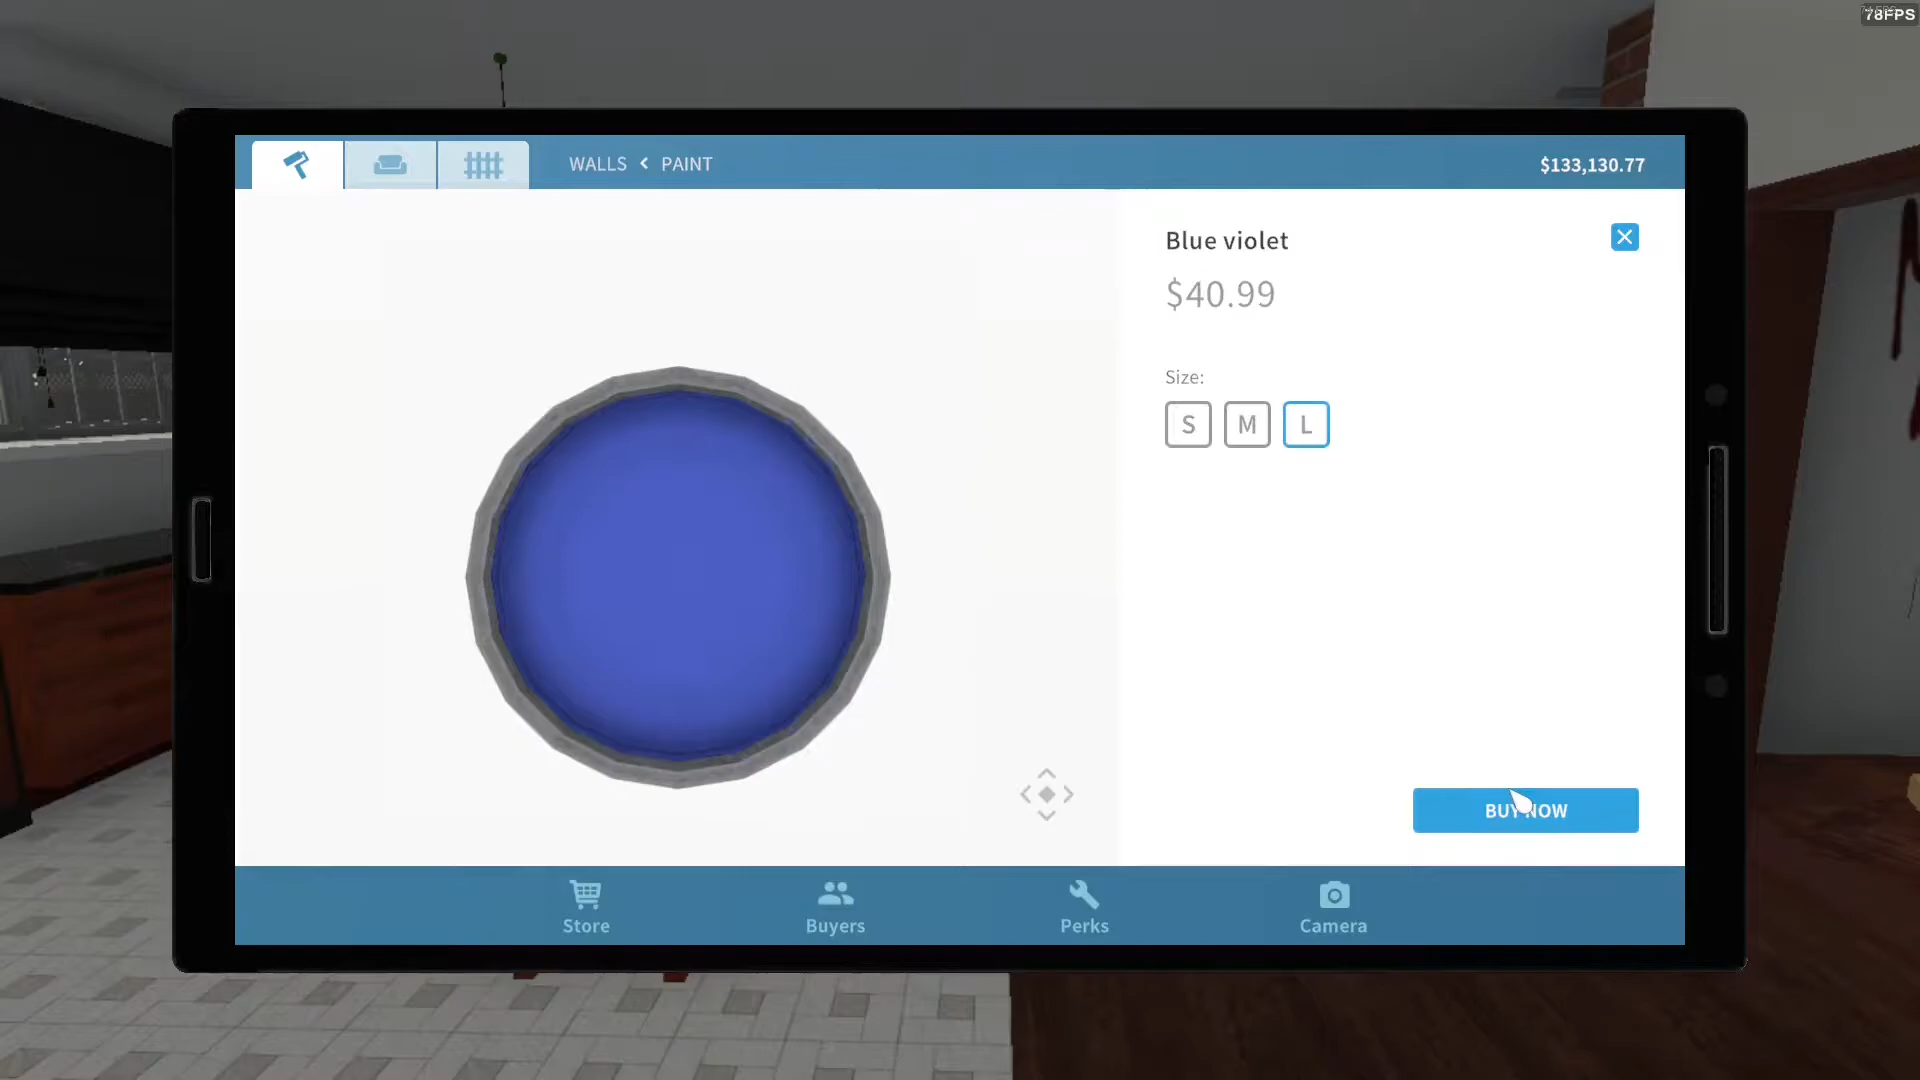 78FPS
WALLS < PAINT
$133,130.77
Blue violet
$40.99
Size:
S M L
BUY NOW
Store
Buyers
Perks
Camera